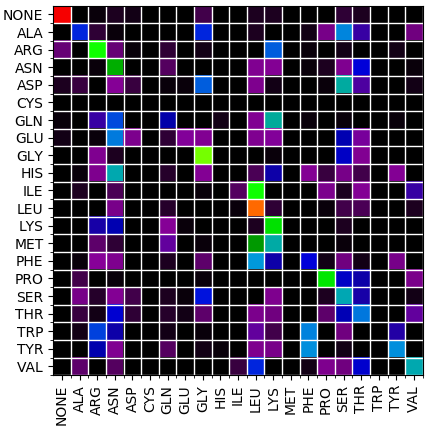 NONE
ALA
ARG
ASN
ASP
CYS
GLN
GLU
GLY
HIS
ILE
LEU
LYS
MET
PHE
PRO
SER
THR
TRP
TYR
VAL
NONE ALA ARG ASN ASP CYS GLN GLU GLY HIS ILE LEU LYS MET PHE PRO SER THR TRP TYR VAL